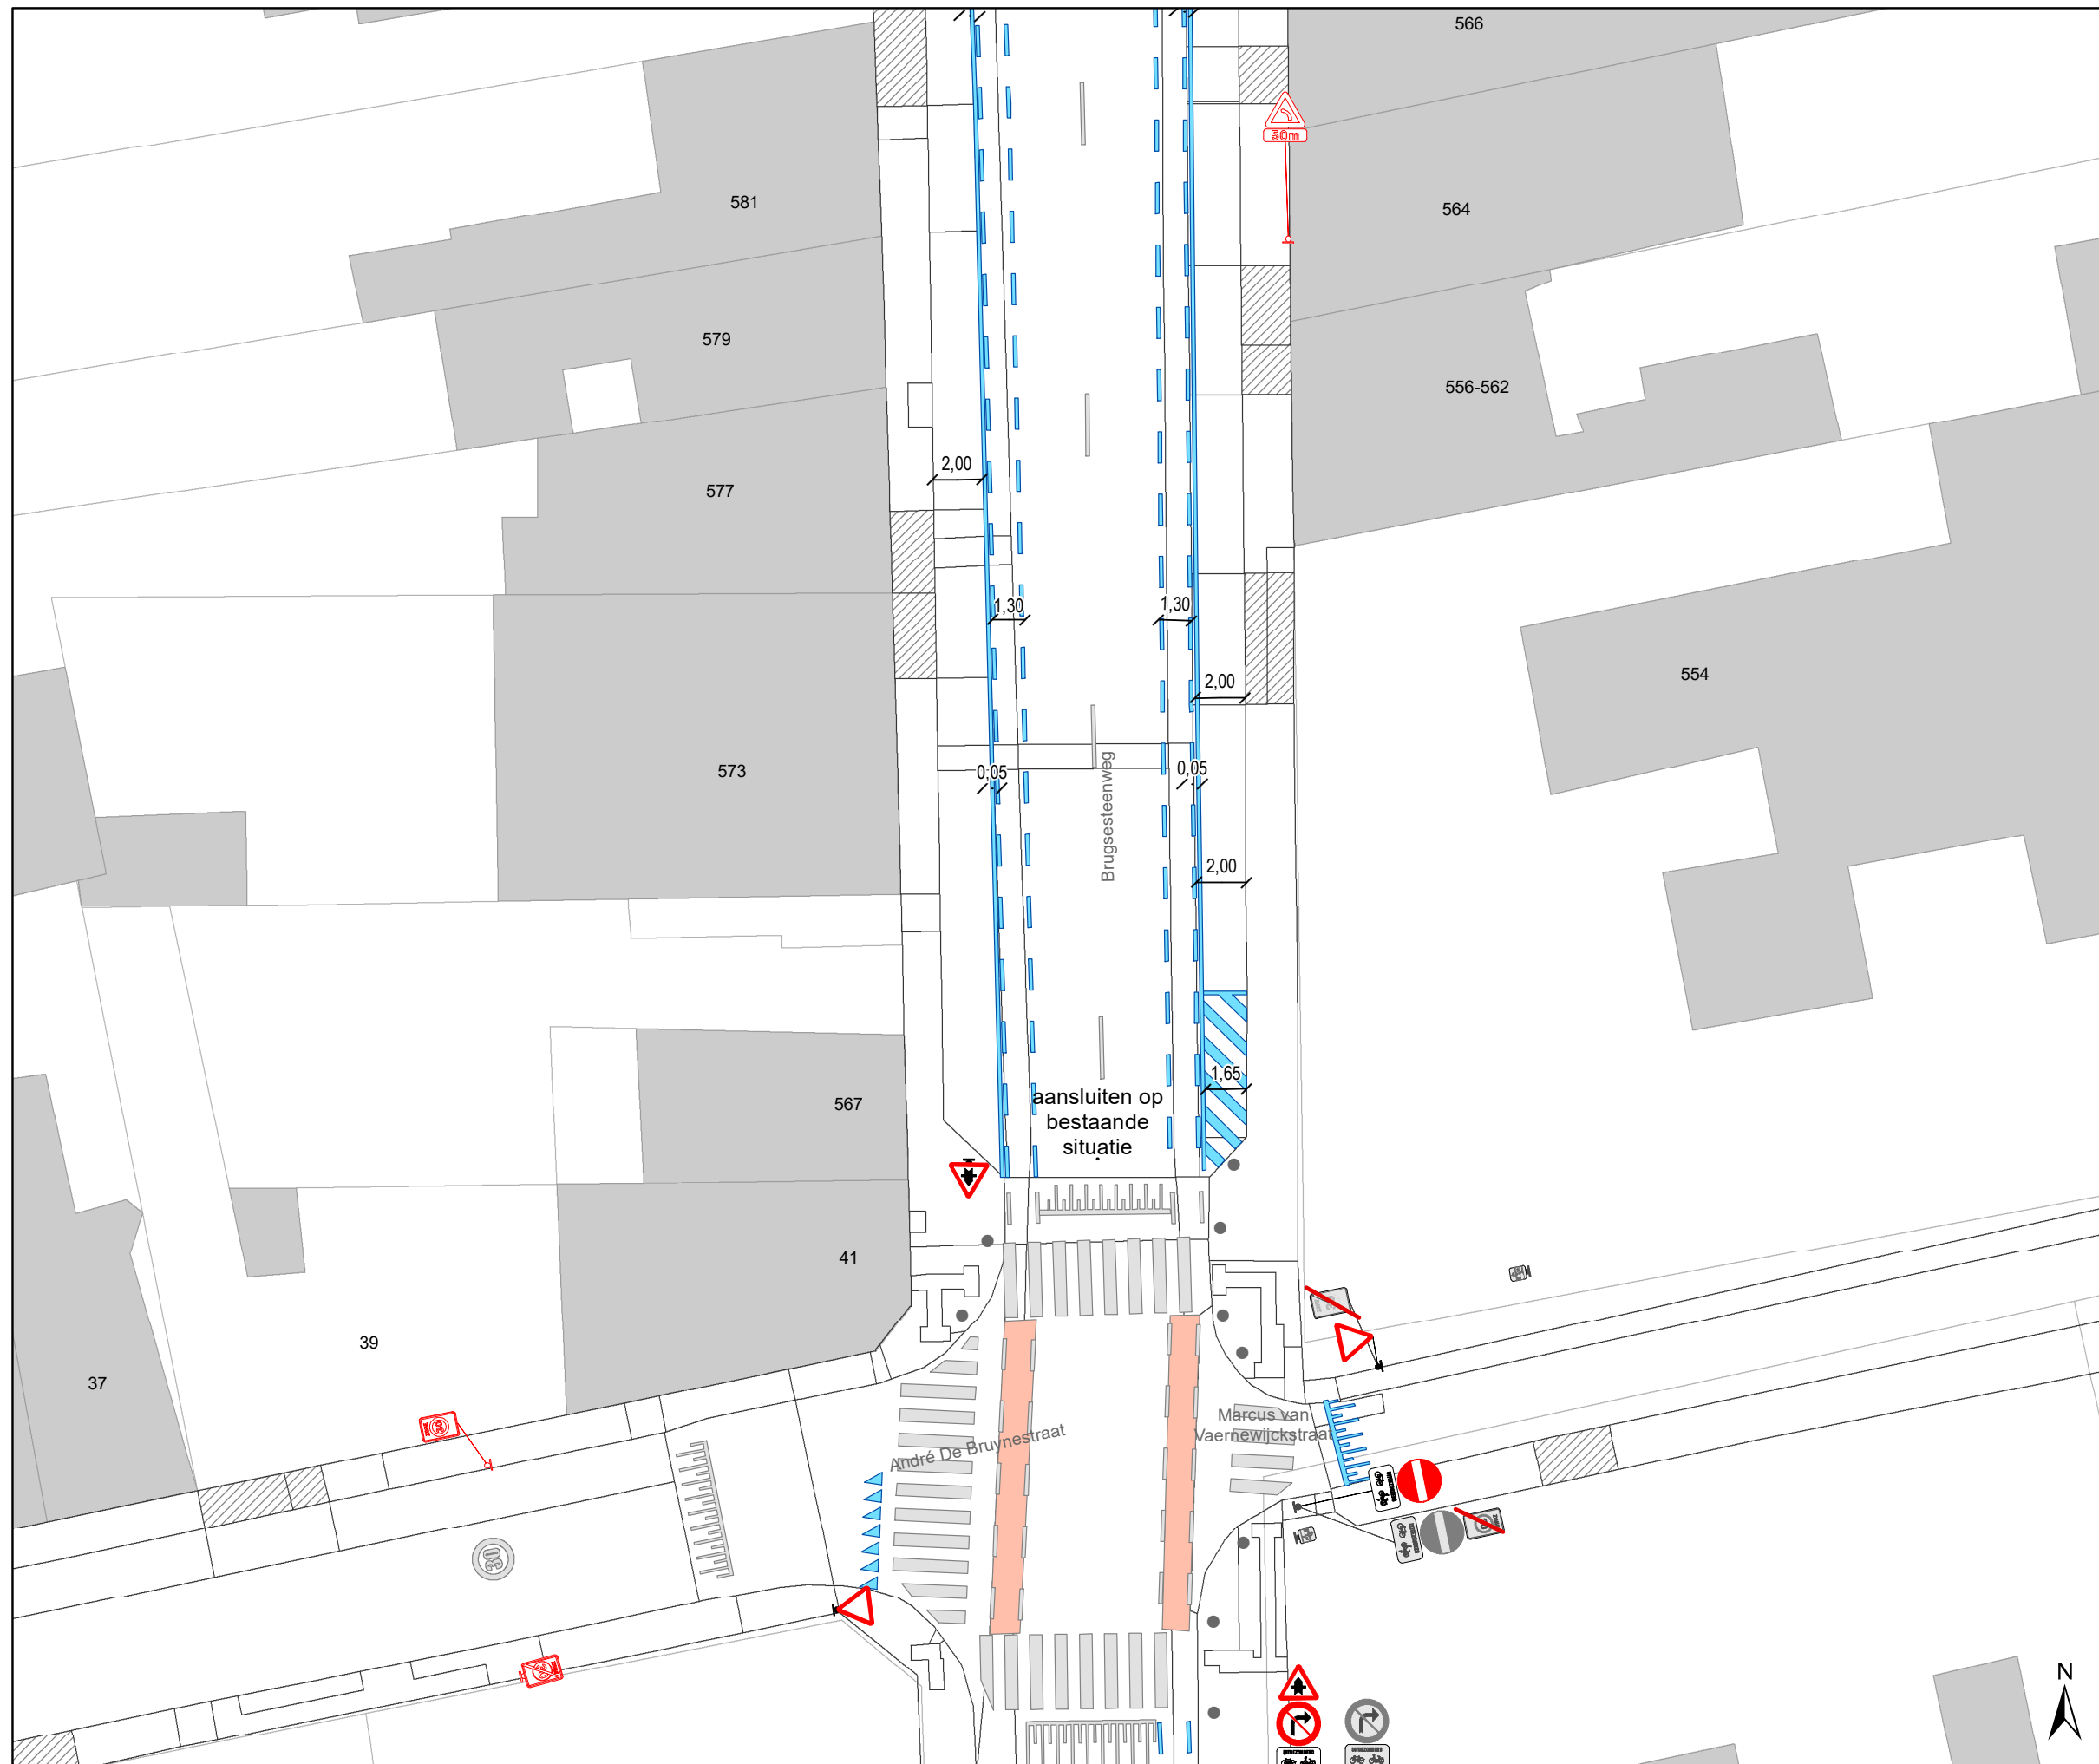 566
50m
581
564
579
556-562
2,00
577
1,30
1,30
554
2,00
573
0,05
0,05
Brugsesteenweg
2,00
1,65
aansluiten op
bestaande
situatie
567
41
39
37
Marcus van
Vaernewijckstraat
André De Bruynestraat
30
N